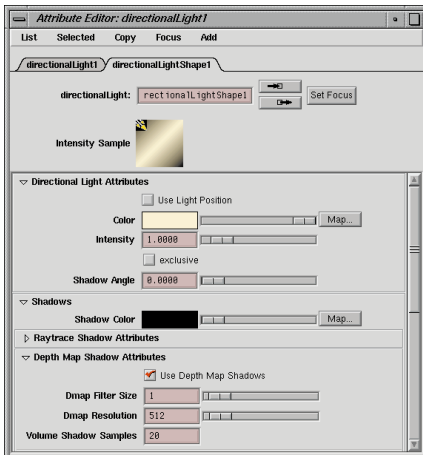 Attribute Editor: directionalLight1
List Selected Copy Focus Add
directionalLight1 directionalLightShape1
directionalLight: rectionalLightShape1 Set Focus
Intensity Sample
Directional Light Attributes
Use Light Position
Color Map...
Intensity 1.0000
exclusive
Shadow Angle 0.0000
Shadows
Shadow Color Map...
Raytrace Shadow Attributes
Depth Map Shadow Attributes
Use Depth Map Shadows
Dmap Filter Size 1
Dmap Resolution 512
Volume Shadow Samples 20